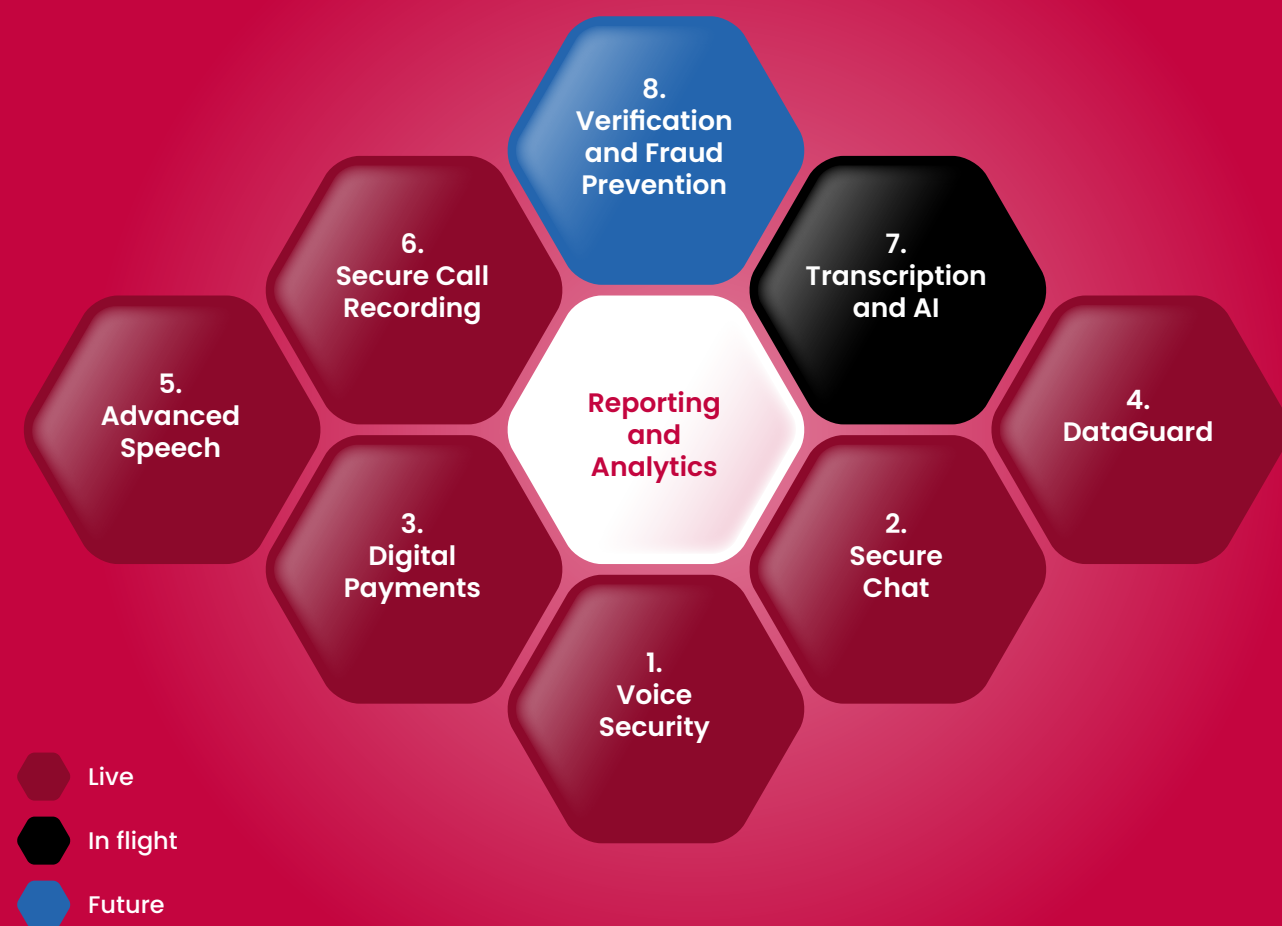 8.
Verification
and Fraud
Prevention
6.
Secure Call
Recording
7.
Transcription
and AI
5.
Advanced
Speech
Reporting
and
Analytics
4.
DataGuard
3.
Digital
Payments
2.
Secure
Chat
1.
Voice
Security
Live
In flight
Future